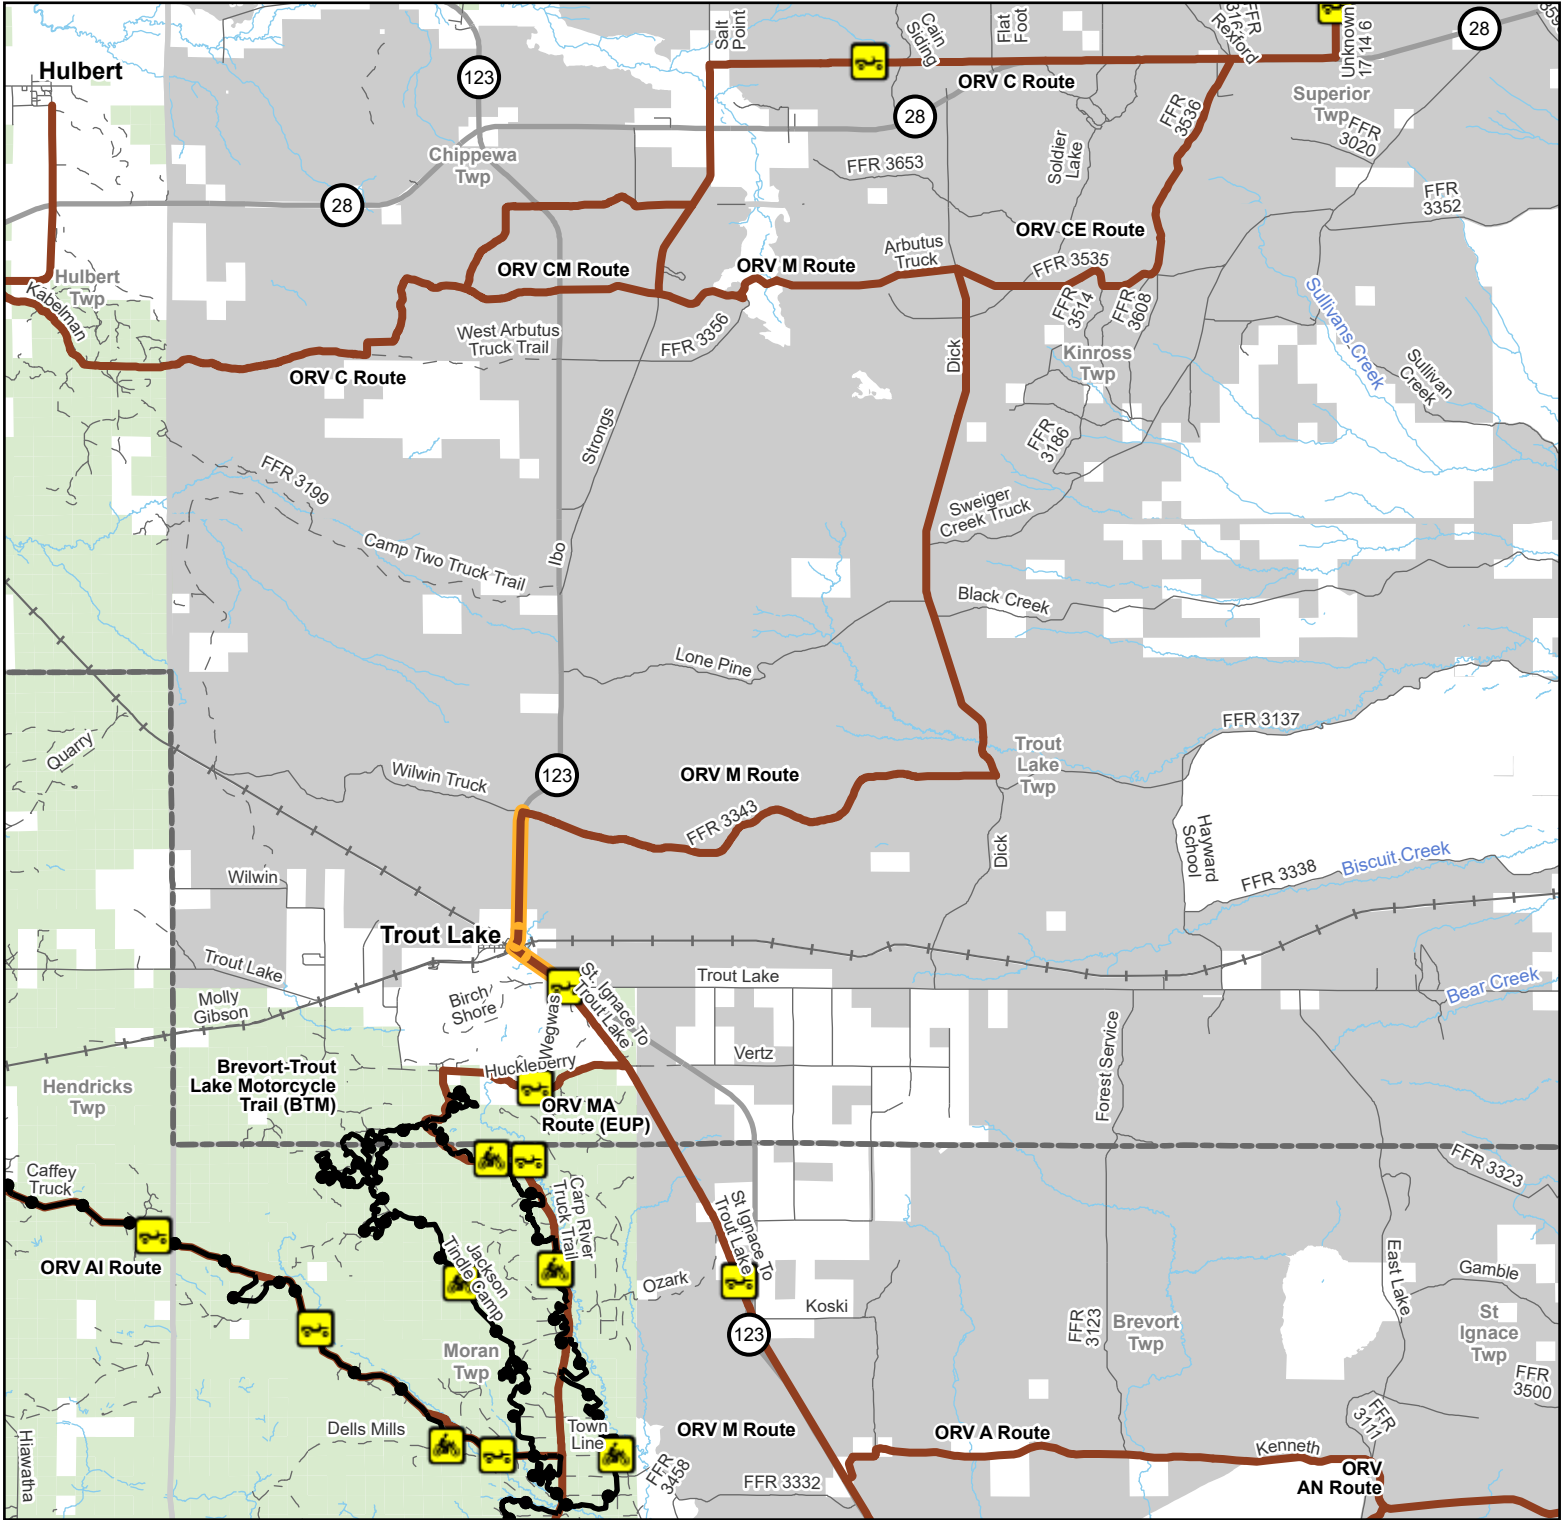 Salt
Point
Cain
Siding
Flat
Foot
FFR
316
FFR
Rexford
Unknown
17 14 6
28
Hulbert
123
ORV C Route
Superior
Twp
FFR
3536
FFR
3020
28
Chippewa
Twp
FFR 3653
Soldier
Lake
28
FFR
3352
ORV CE Route
Arbutus
Truck
FFR 3535
Hulbert
Twp
Kabelman
ORV CM Route
ORV M Route
FFR
3514
FFR
3608
Sullivans Creek
West Arbutus
Truck Trail
FFR 3356
Dick
Kinross
Twp
Sullivan
Creek
ORV C Route
Strongs
FFR
3186
FFR 3199
Sweiger
Creek Truck
Camp Two Truck Trail
Ibo
Black Creek
Lone Pine
FFR 3137
Quarry
Trout
Lake
Twp
Wilwin Truck
123
ORV M Route
FFR 3343
Dick
Hayward
School
Biscuit Creek
FFR 3338
Wilwin
Trout Lake
Trout Lake
St. Ignace To
Trout Lake
Trout Lake
Bear Creek
Birch
Shore
Molly
Gibson
Wegwas
Vertz
Forest Service
Huckleberry
Brevort-Trout
Lake Motorcycle
Trail (BTM)
Hendricks
Twp
ORV MA
Route (EUP)
Caffey
Truck
FFR 3323
Carp River
Truck Trail
St Ignace To
Trout Lake
ORV AI Route
Jackson
Tindle Camp
Ozark
East Lake
Gamble
Koski
FFR
3123
Brevort
Twp
St
Ignace
Twp
123
Moran
Twp
FFR
3500
Dells Mills
Town
Line
ORV M Route
ORV A Route
FFR
3111
Kenneth
Hiawatha
FFR
3458
FFR 3332
ORV
AN Route